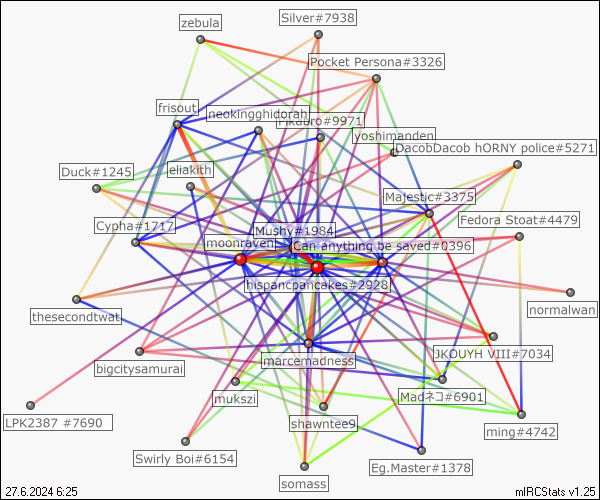 Silver#7938
zebula
Pocket Persona#3326
frisout
neokingghidorah
Pikabro#9971
yoshimanden
DacobDacob hORNY police#5271
Duck#1245
eliakith
Majestic#3375
Fedora Stoat#4479
Cypha#1717
Mushy#1984
moonraven
Can anything be saved#0396
hispancpancakes#2928
thesecondtwat
normalwan
bigcitysamurai
marcemadness
JKOUYH VIII#7034
mukszi
Madネコ#6901
LPK2387 #7690
shawntee9
ming#4742
Swirly Boi#6154
Eg.Master#1378
somass
27.6.2024 6:25
mIRCStats v1.25